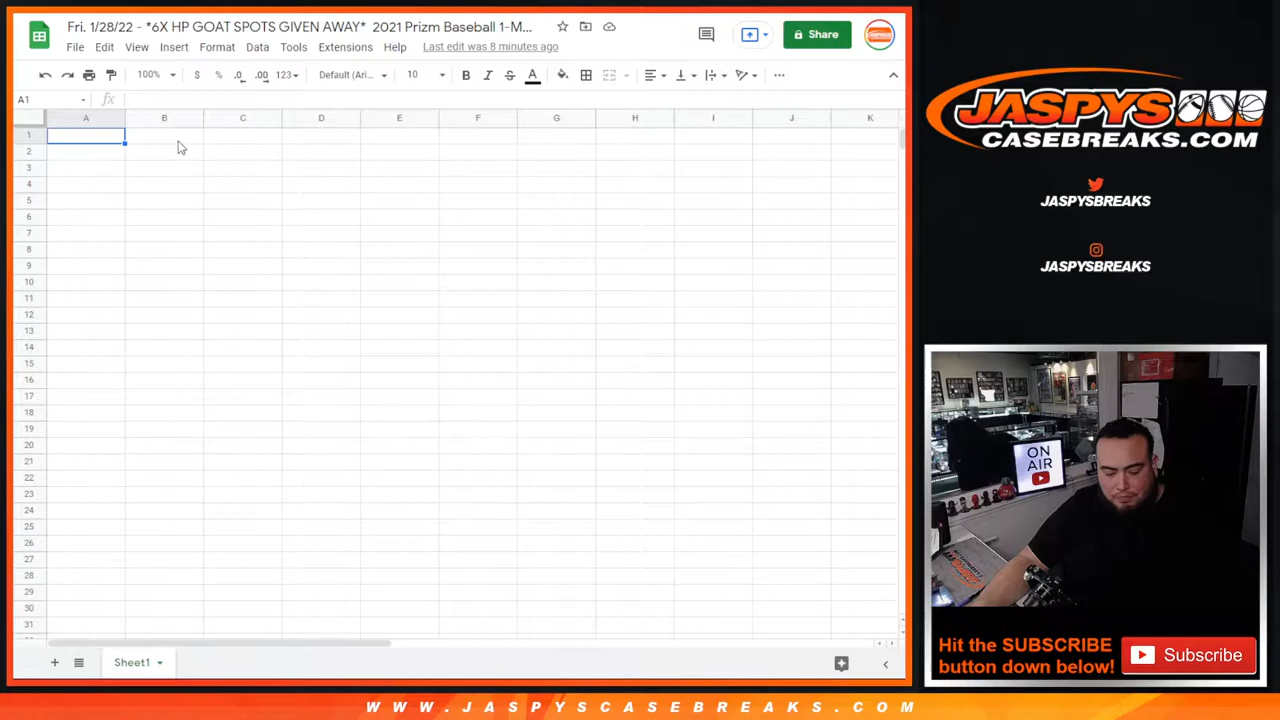 Fri. 1/28/22 - *6X HP GOAT SPOTS GIVEN AWAY* 2021 Prizm Baseball 1-M...
Share
File Edit View Insert Format Data Tools Extensions Help Last edit was 8 minutes ago
100% $ % .0 .00 123 Default (Ari... 10 B I S A
A1 fx
A B C D E F G H I J K
1
2
3
4
5
6
7
8
9
10
11
12
13
14
15
16
17
18
19
20
21
22
23
24
25
26
27
28
29
30
31
Sheet1
JASPYS
CASEBREAKS.COM
JASPYSBREAKS
JASPYSBREAKS
ON
AIR
Hit the SUBSCRIBE
button down below!
Subscribe
WWW.JASPYSCASEBREAKS.COM